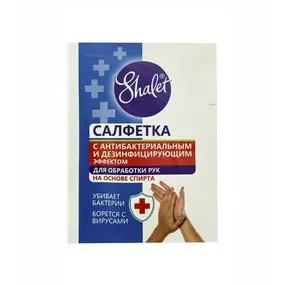 Shalet®
САЛФЕТКА
С АНТИБАКТЕРИАЛЬНЫМ
И ДЕЗИНФИЦИРУЮЩИМ
ЭФФЕКТОМ
ДЛЯ ОБРАБОТКИ РУК
НА ОСНОВЕ СПИРТА
УБИВАЕТ
БАКТЕРИИ
БОРЕТСЯ С
ВИРУСАМИ